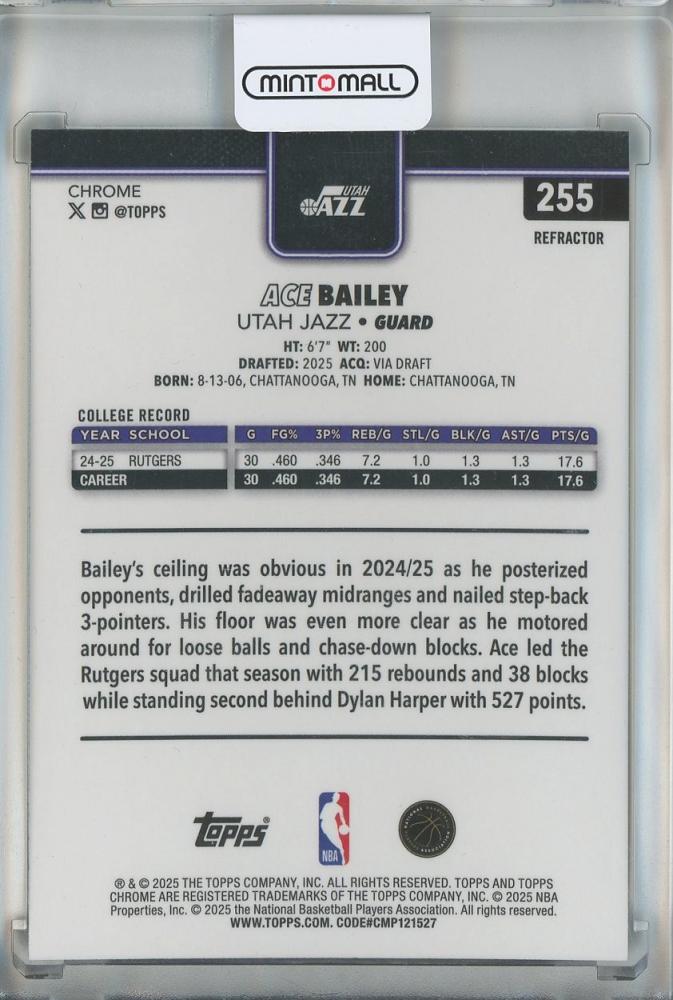 MINTMALL
UTAH
JAZZ
CHROME
@TOPPS
255
REFRACTOR
ACE BAILEY
UTAH JAZZ • GUARD
HT: 6'7" WT: 200
DRAFTED: 2025 ACQ: VIA DRAFT
BORN: 8-13-06, CHATTANOOGA, TN HOME: CHATTANOOGA, TN
COLLEGE RECORD
YEAR SCHOOL G FG% 3P% REB/G STL/G BLK/G AST/G PTS/G
24-25 RUTGERS 30 .460 .346 7.2 1.0 1.3 1.3 17.6
CAREER 30 .460 .346 7.2 1.0 1.3 1.3 17.6
Bailey's ceiling was obvious in 2024/25 as he posterized
opponents, drilled fadeaway midranges and nailed step-back
3-pointers. His floor was even more clear as he motored
around for loose balls and chase-down blocks. Ace led the
Rutgers squad that season with 215 rebounds and 38 blocks
while standing second behind Dylan Harper with 527 points.
Topps®
NBA
® & © 2025 THE TOPPS COMPANY, INC. ALL RIGHTS RESERVED. TOPPS AND TOPPS
CHROME ARE REGISTERED TRADEMARKS OF THE TOPPS COMPANY, INC. © 2025 NBA
Properties, Inc. © 2025 the National Basketball Players Association. All rights reserved.
WWW.TOPPS.COM. CODE#CMP121527